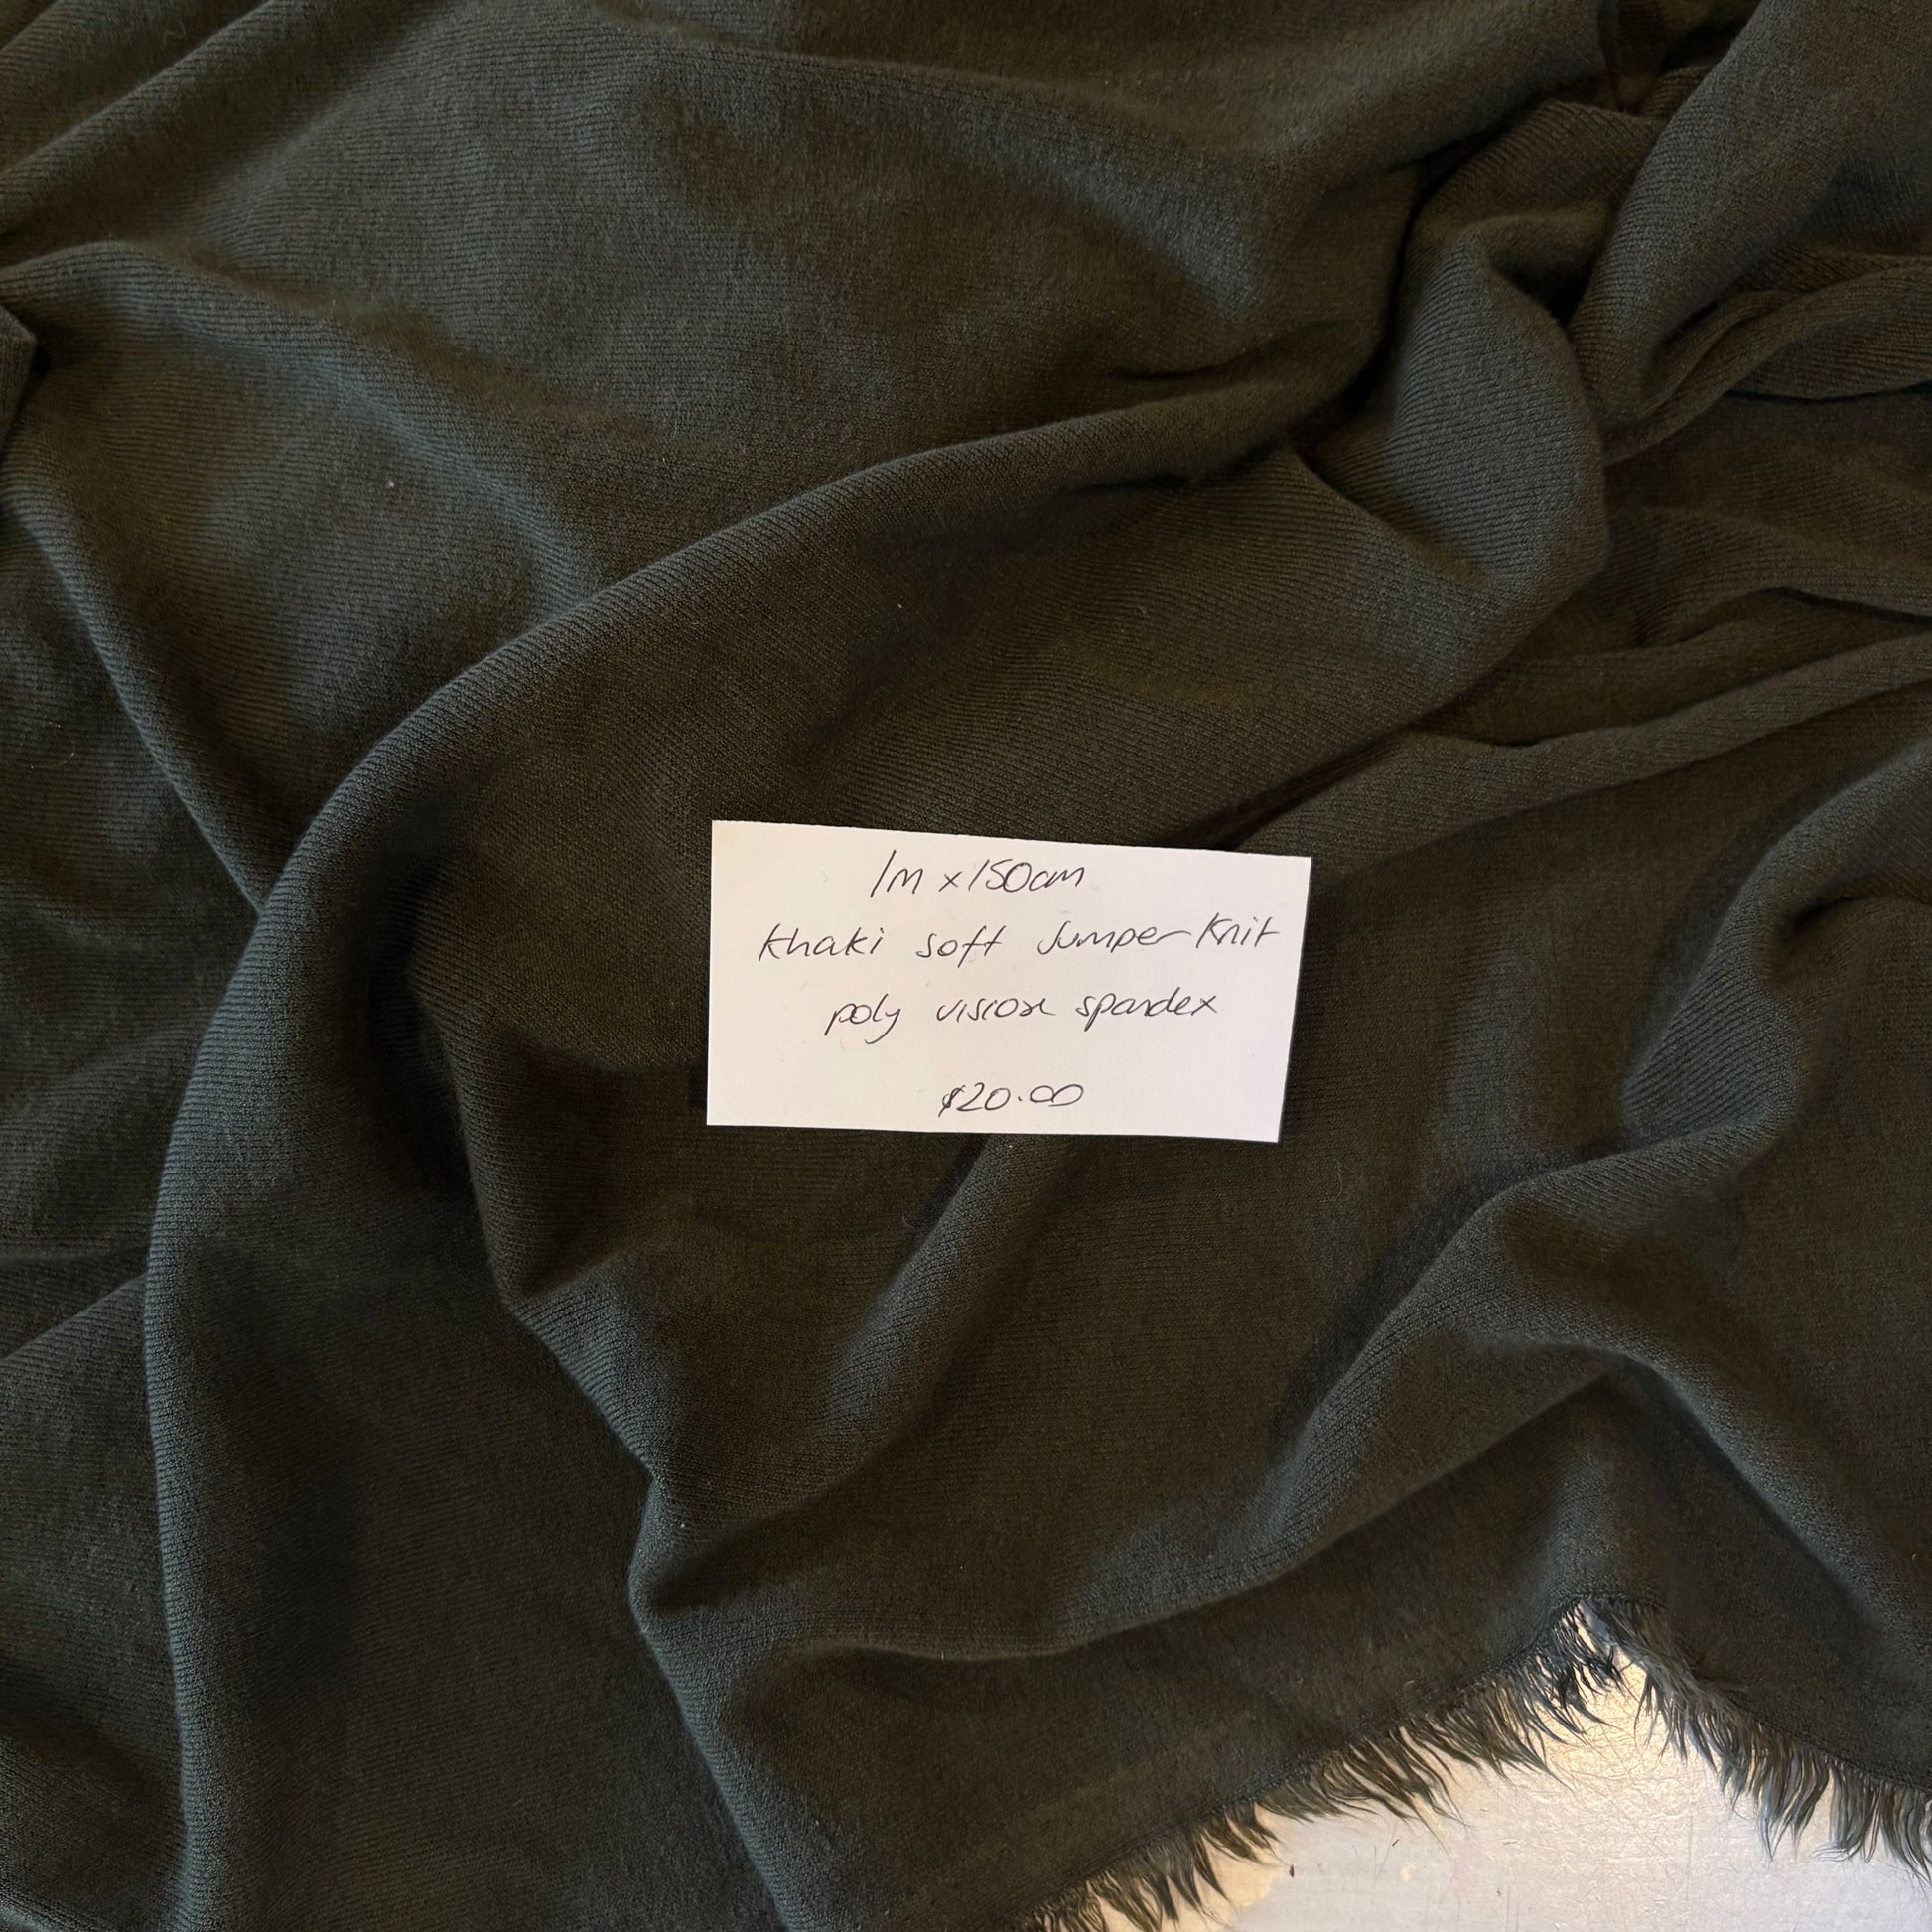 1m x 150cm
Khaki soft Jumper Knit
poly viscose spandex
$20.00